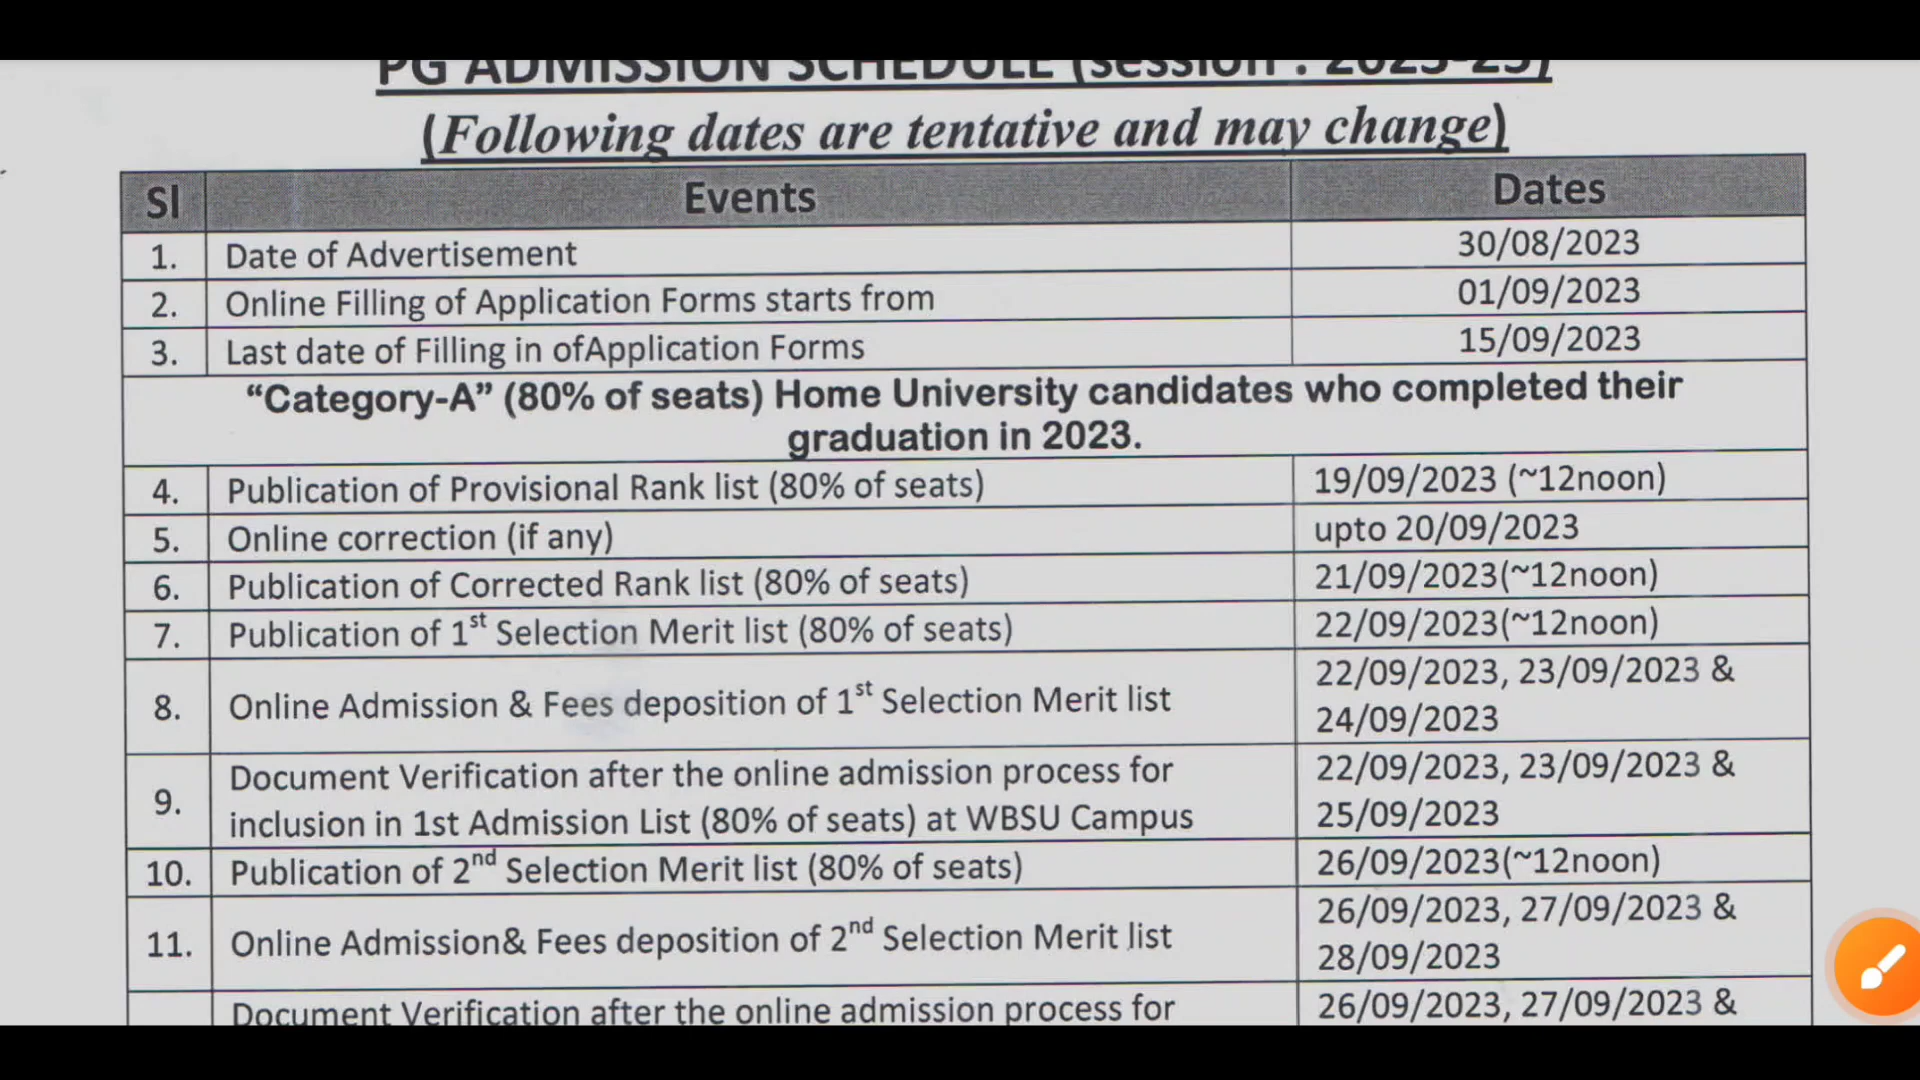 PG ADMISSION SCHEDULE (session : 2023-25)
(Following dates are tentative and may change)
Sl Events Dates
1. Date of Advertisement 30/08/2023
2. Online Filling of Application Forms starts from 01/09/2023
3. Last date of Filling in ofApplication Forms 15/09/2023
“Category-A” (80% of seats) Home University candidates who completed their
graduation in 2023.
4. Publication of Provisional Rank list (80% of seats) 19/09/2023 (~12noon)
5. Online correction (if any) upto 20/09/2023
6. Publication of Corrected Rank list (80% of seats) 21/09/2023(~12noon)
7. Publication of 1st Selection Merit list (80% of seats) 22/09/2023(~12noon)
8. Online Admission & Fees deposition of 1st Selection Merit list 22/09/2023, 23/09/2023 &
24/09/2023
9. Document Verification after the online admission process for 22/09/2023, 23/09/2023 &
inclusion in 1st Admission List (80% of seats) at WBSU Campus 25/09/2023
10. Publication of 2nd Selection Merit list (80% of seats) 26/09/2023(~12noon)
11. Online Admission& Fees deposition of 2nd Selection Merit list 26/09/2023, 27/09/2023 &
28/09/2023
Document Verification after the online admission process for 26/09/2023, 27/09/2023 &